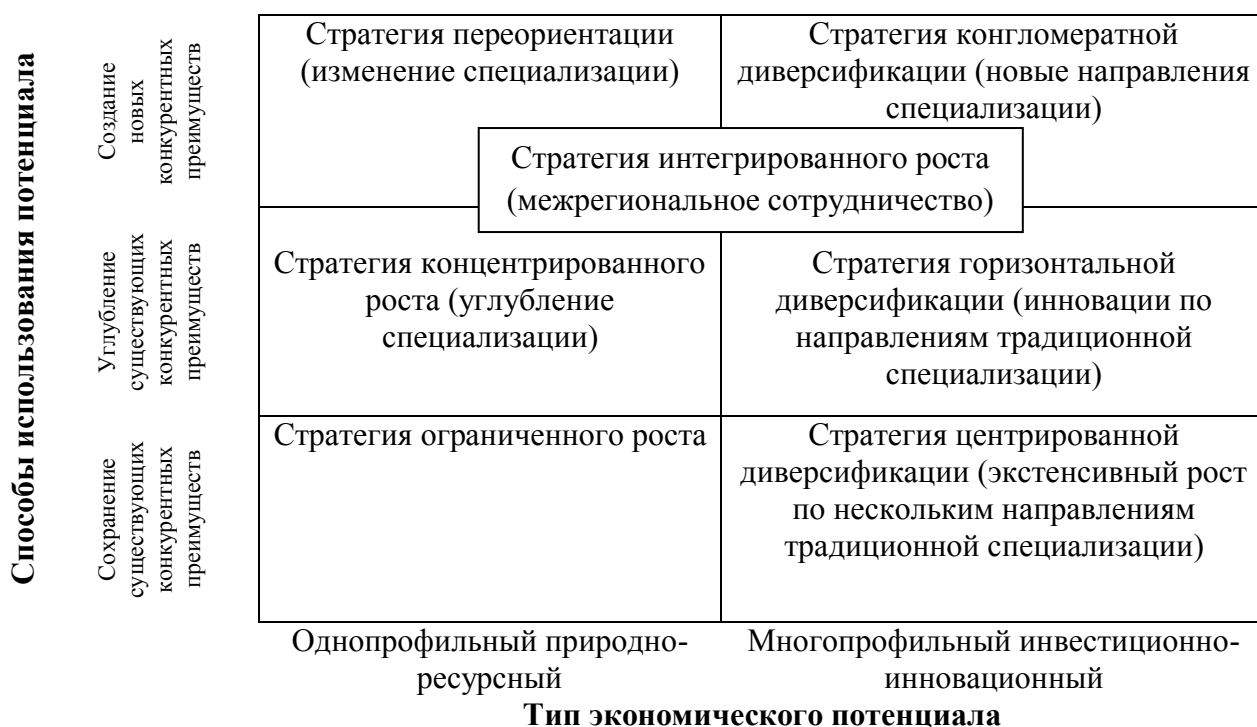 Способы использования потенциала
Создание
новых
конкурентных
преимуществ
Стратегия переориентации
(изменение специализации)
Стратегия конгломератной
диверсификации (новые направления
специализации)
Стратегия интегрированного роста
(межрегиональное сотрудничество)
Углубление
существующих
конкурентных
преимуществ
Стратегия концентрированного
роста (углубление
специализации)
Стратегия горизонтальной
диверсификации (инновации по
направлениям традиционной
специализации)
Сохранение
существующих
конкурентных
преимуществ
Стратегия ограниченного роста
Стратегия центрированной
диверсификации (экстенсивный рост
по нескольким направлениям
традиционной специализации)
Однопрофильный природно-
ресурсный
Многопрофильный инвестиционно-
инновационный
Тип экономического потенциала